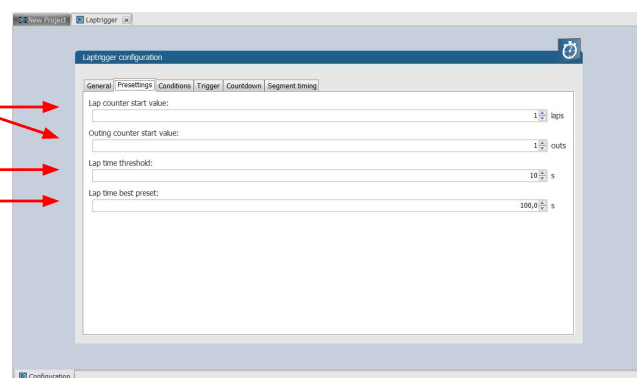 New Project Laptrigger
Laptrigger configuration
General Presettings Conditions Trigger Countdown Segment timing
Lap counter start value:
1 laps
Outing counter start value:
1 outs
Lap time threshold:
10 s
Lap time best preset:
100,0 s
Configuration